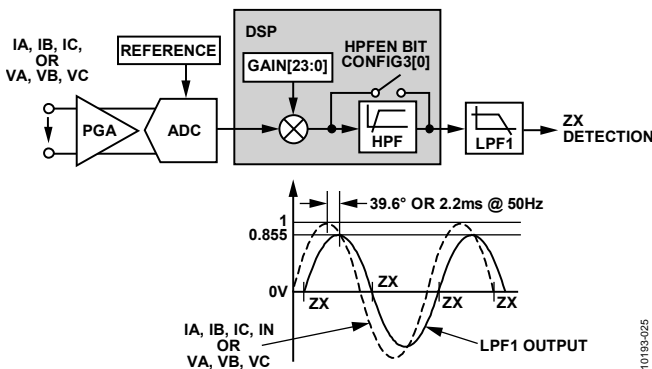 IA, IB, IC,
OR
VA, VB, VC
REFERENCE
PGA
ADC
DSP
GAIN[23:0]
HPFEN BIT
CONFIG3[0]
HPF
LPF1
ZX
DETECTION
39.6° OR 2.2ms @ 50Hz
1
0.855
0V
ZX
ZX
ZX
ZX
IA, IB, IC, IN
OR
VA, VB, VC
LPF1 OUTPUT
10193-025